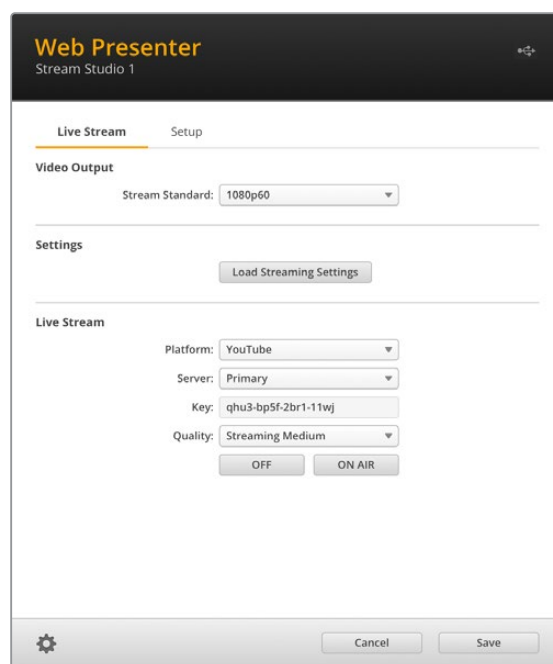 Web Presenter
Stream Studio 1
Live Stream Setup
Video Output
Stream Standard: 1080p60
Settings
Load Streaming Settings
Live Stream
Platform: YouTube
Server: Primary
Key: qhu3-bp5f-2br1-11wj
Quality: Streaming Medium
OFF ON AIR
Cancel Save